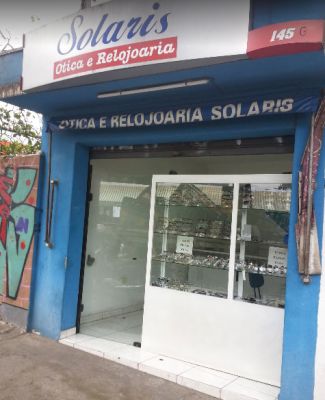 Solaris
Otica e Relojoaria
145 G
OTICA E RELOJOARIA SOLARIS